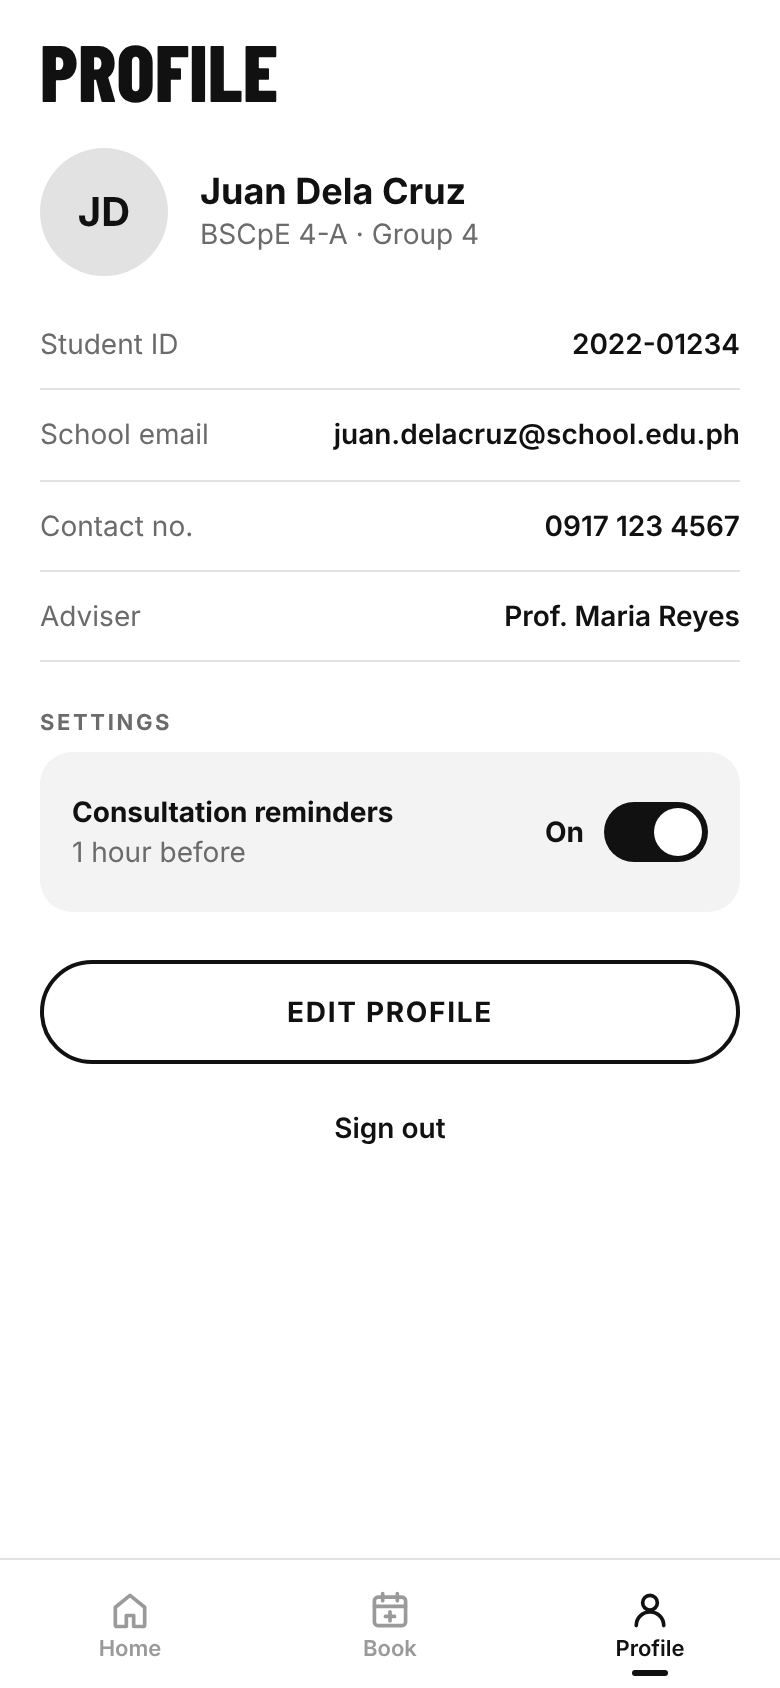 PROFILE
JD
Juan Dela Cruz
BSCpE 4-A · Group 4
Student ID 2022-01234
School email juan.delacruz@school.edu.ph
Contact no. 0917 123 4567
Adviser Prof. Maria Reyes
SETTINGS
Consultation reminders
1 hour before
On
EDIT PROFILE
Sign out
Home Book Profile